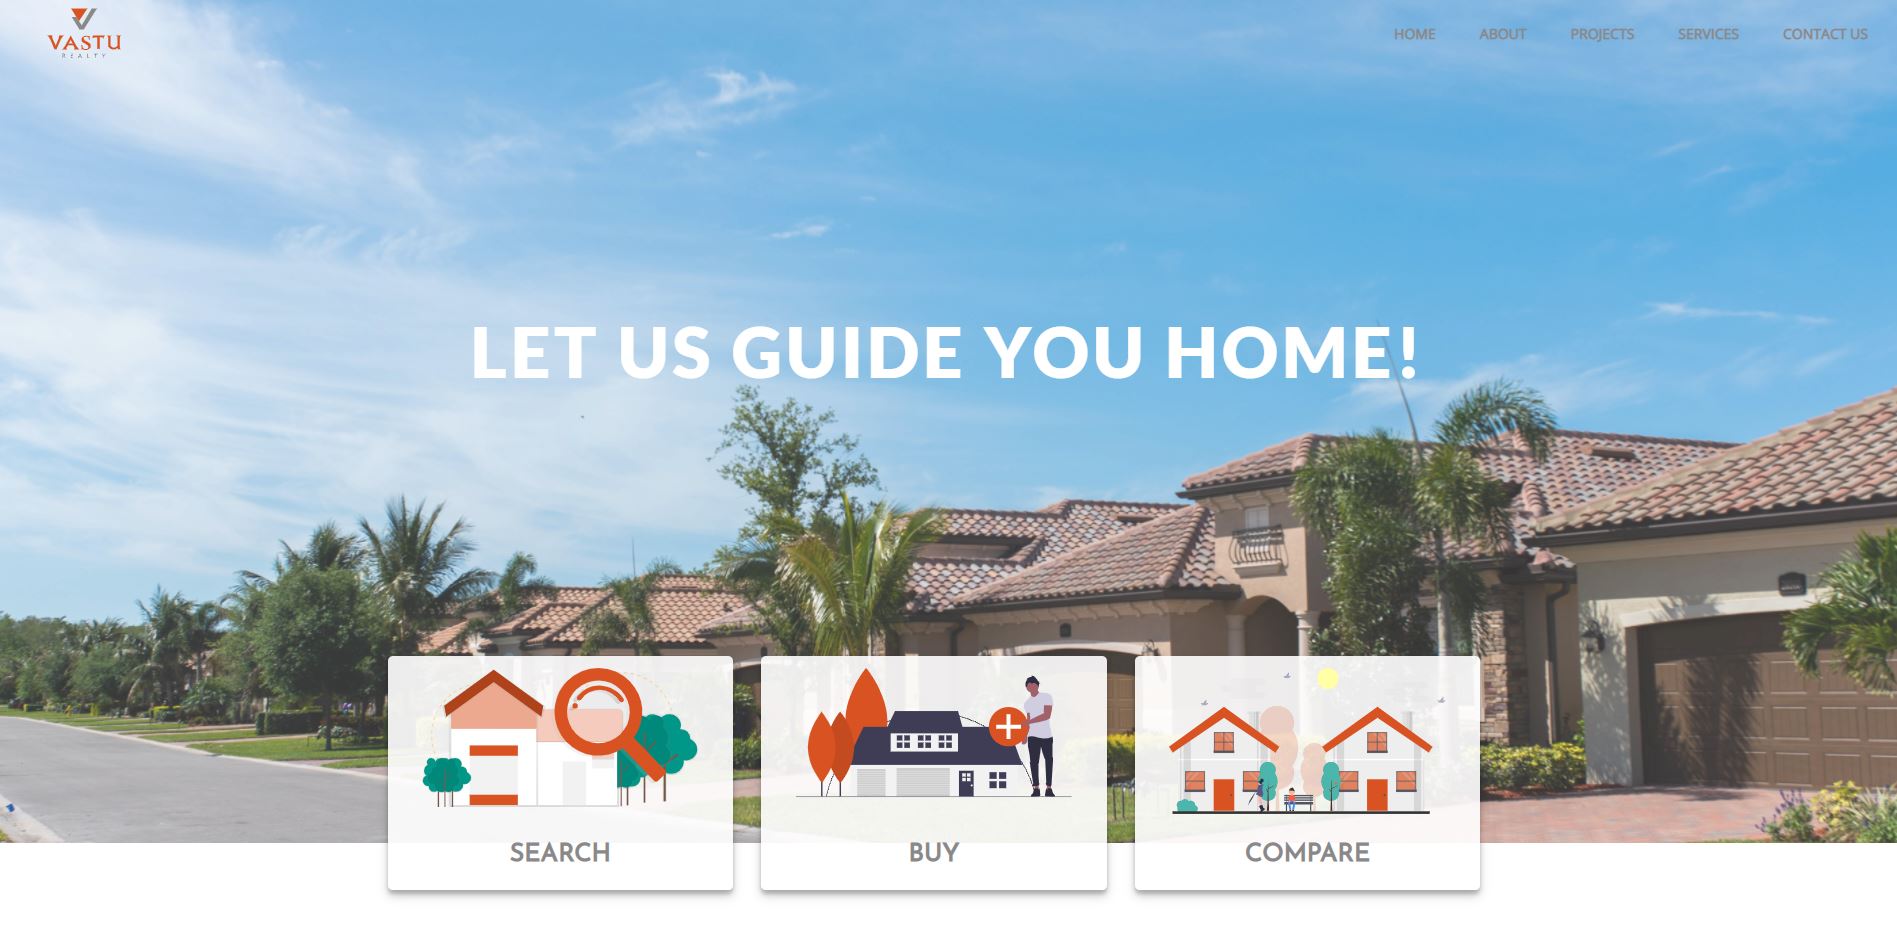 VASTU
REALTY
HOME
ABOUT
PROJECTS
SERVICES
CONTACT US
LET US GUIDE YOU HOME!
SEARCH
BUY
COMPARE